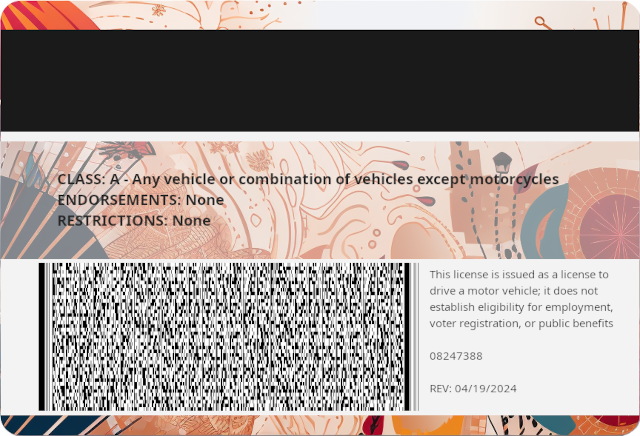 CLASS: A - Any vehicle or combination of vehicles except motorcycles
ENDORSEMENTS: None
RESTRICTIONS: None
This license is issued as a license to
drive a motor vehicle; it does not
establish eligibility for employment,
voter registration, or public benefits
08247388
REV: 04/19/2024